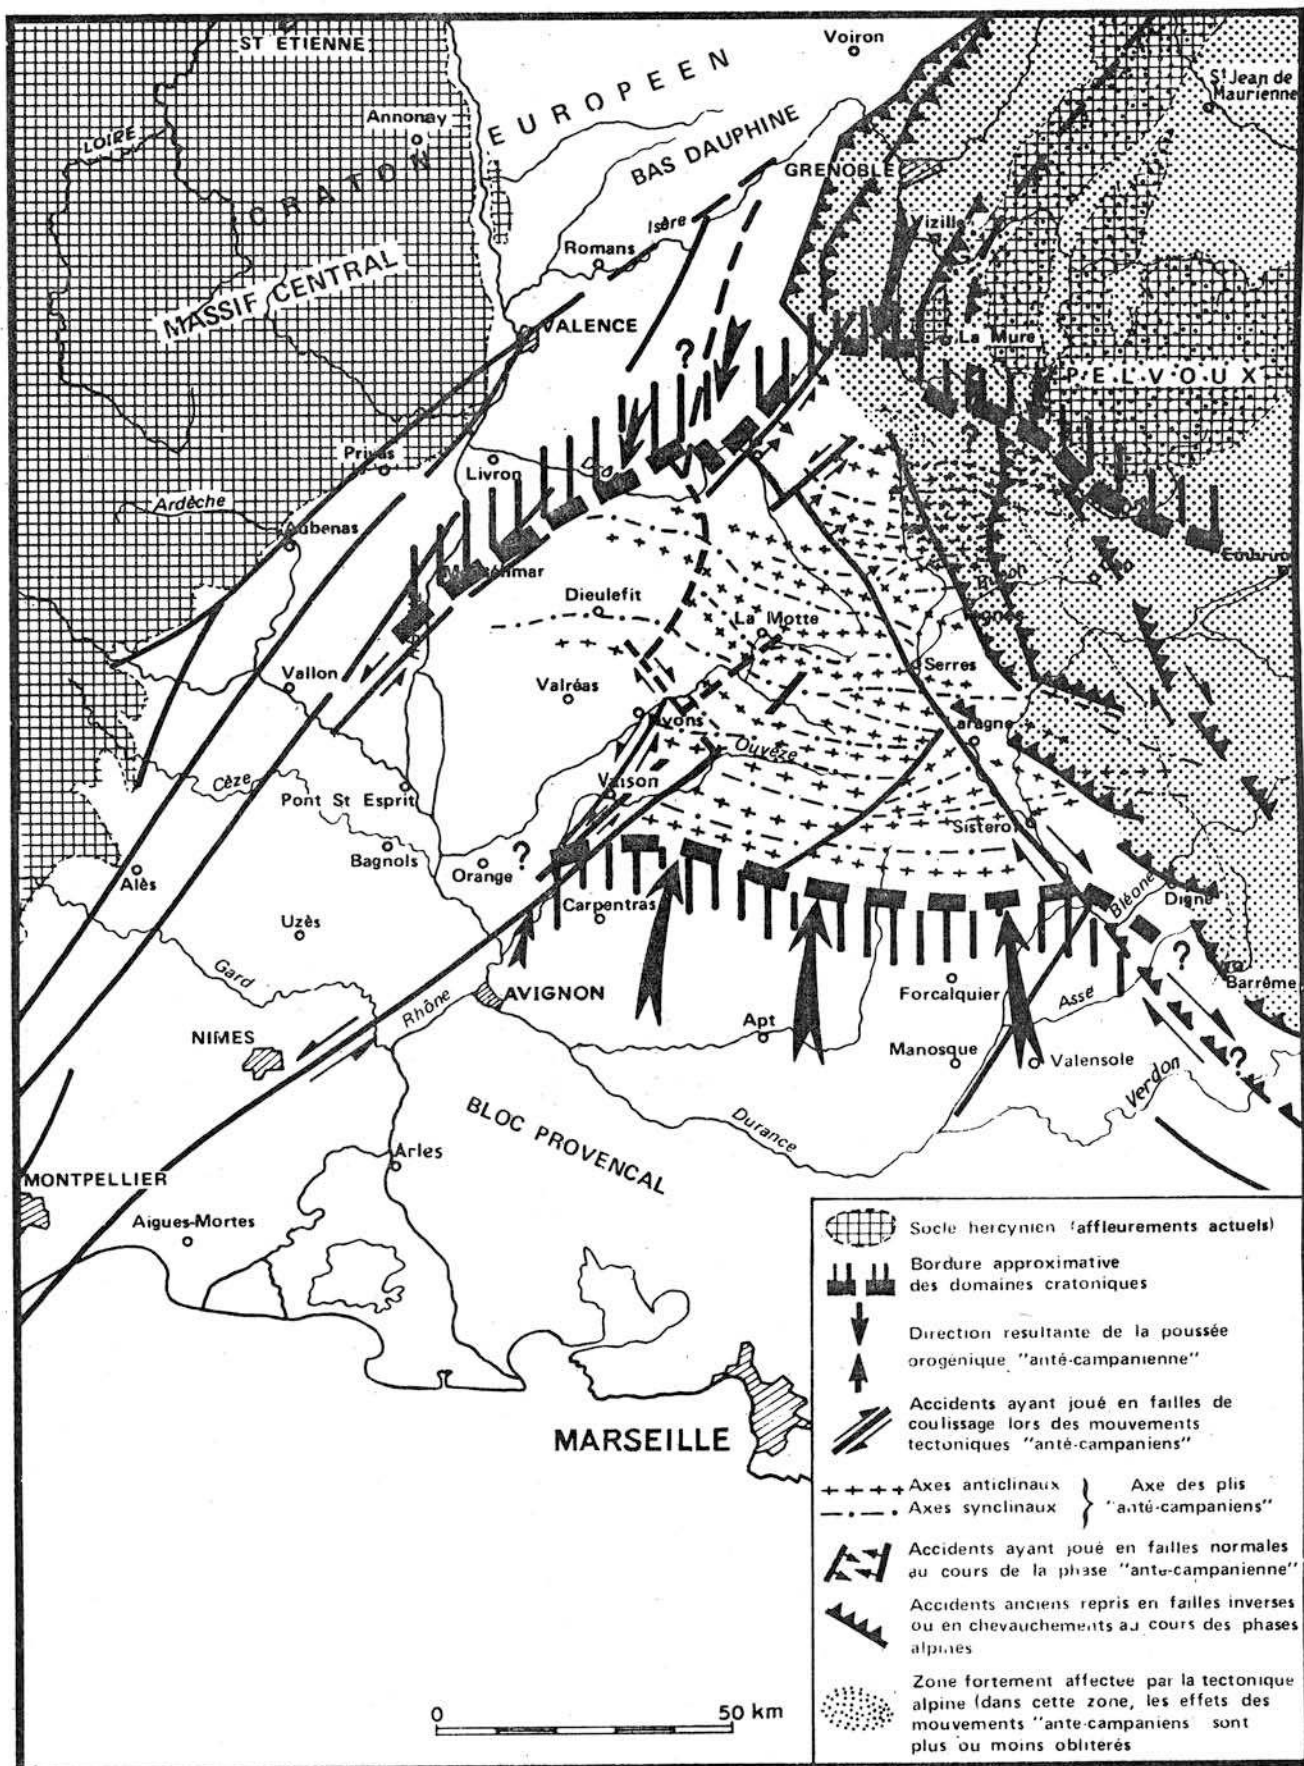 ST ETIENNE
Voiron
EUROPEEN
St Jean de
Maurienne
Annonay
LOIRE
BAS DAUPHINE
CRATON
GRENOBLE
Isère
Vizille
Romans
MASSIF CENTRAL
VALENCE
La Mure
?
PELVOUX
?
Privas
Livron
Ardèche
Aubenas
Embrun
Dieulefit
La Motte
Serres
Vallon
Valréas
Laragne
Ouvèze
Cèze
Vaison
Pont St Esprit
Sisteron
?
Bagnols
Orange
Alès
Bléone
Digne
Carpentras
Uzès
?
Gard
Barrême
AVIGNON
Forcalquier
Asse
Rhône
Apt
NIMES
Manosque
Valensole
?
Verdon
BLOC PROVENCAL
Durance
Arles
MONTPELLIER
Aigues-Mortes
MARSEILLE
Socle hercynien (affleurements actuels)
Bordure approximative
des domaines cratoniques
Direction resultante de la poussée
orogénique "anté-campanienne"
Accidents ayant joué en failles de
coulissage lors des mouvements
tectoniques "anté-campaniens"
Axes anticlinaux } Axe des plis
Axes synclinaux "anté-campaniens"
Accidents ayant joué en failles normales
au cours de la phase "ante-campanienne"
Accidents anciens repris en failles inverses
ou en chevauchements au cours des phases
alpines
Zone fortement affectee par la tectonique
alpine (dans cette zone, les effets des
mouvements "ante-campaniens sont
plus ou moins oblitérés
0 50 km